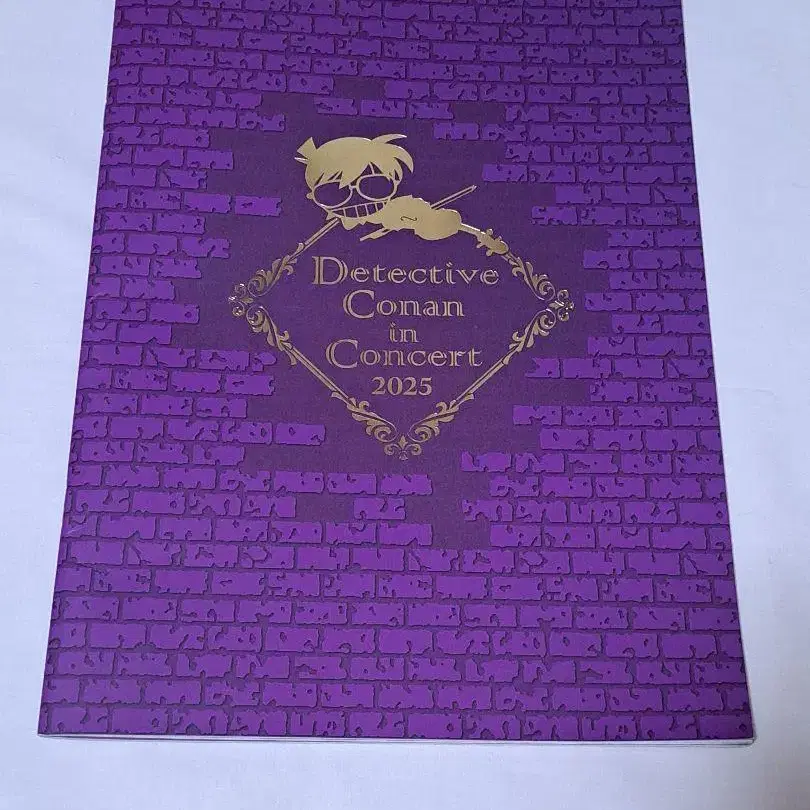 Detective
Conan
in
Concert
2025